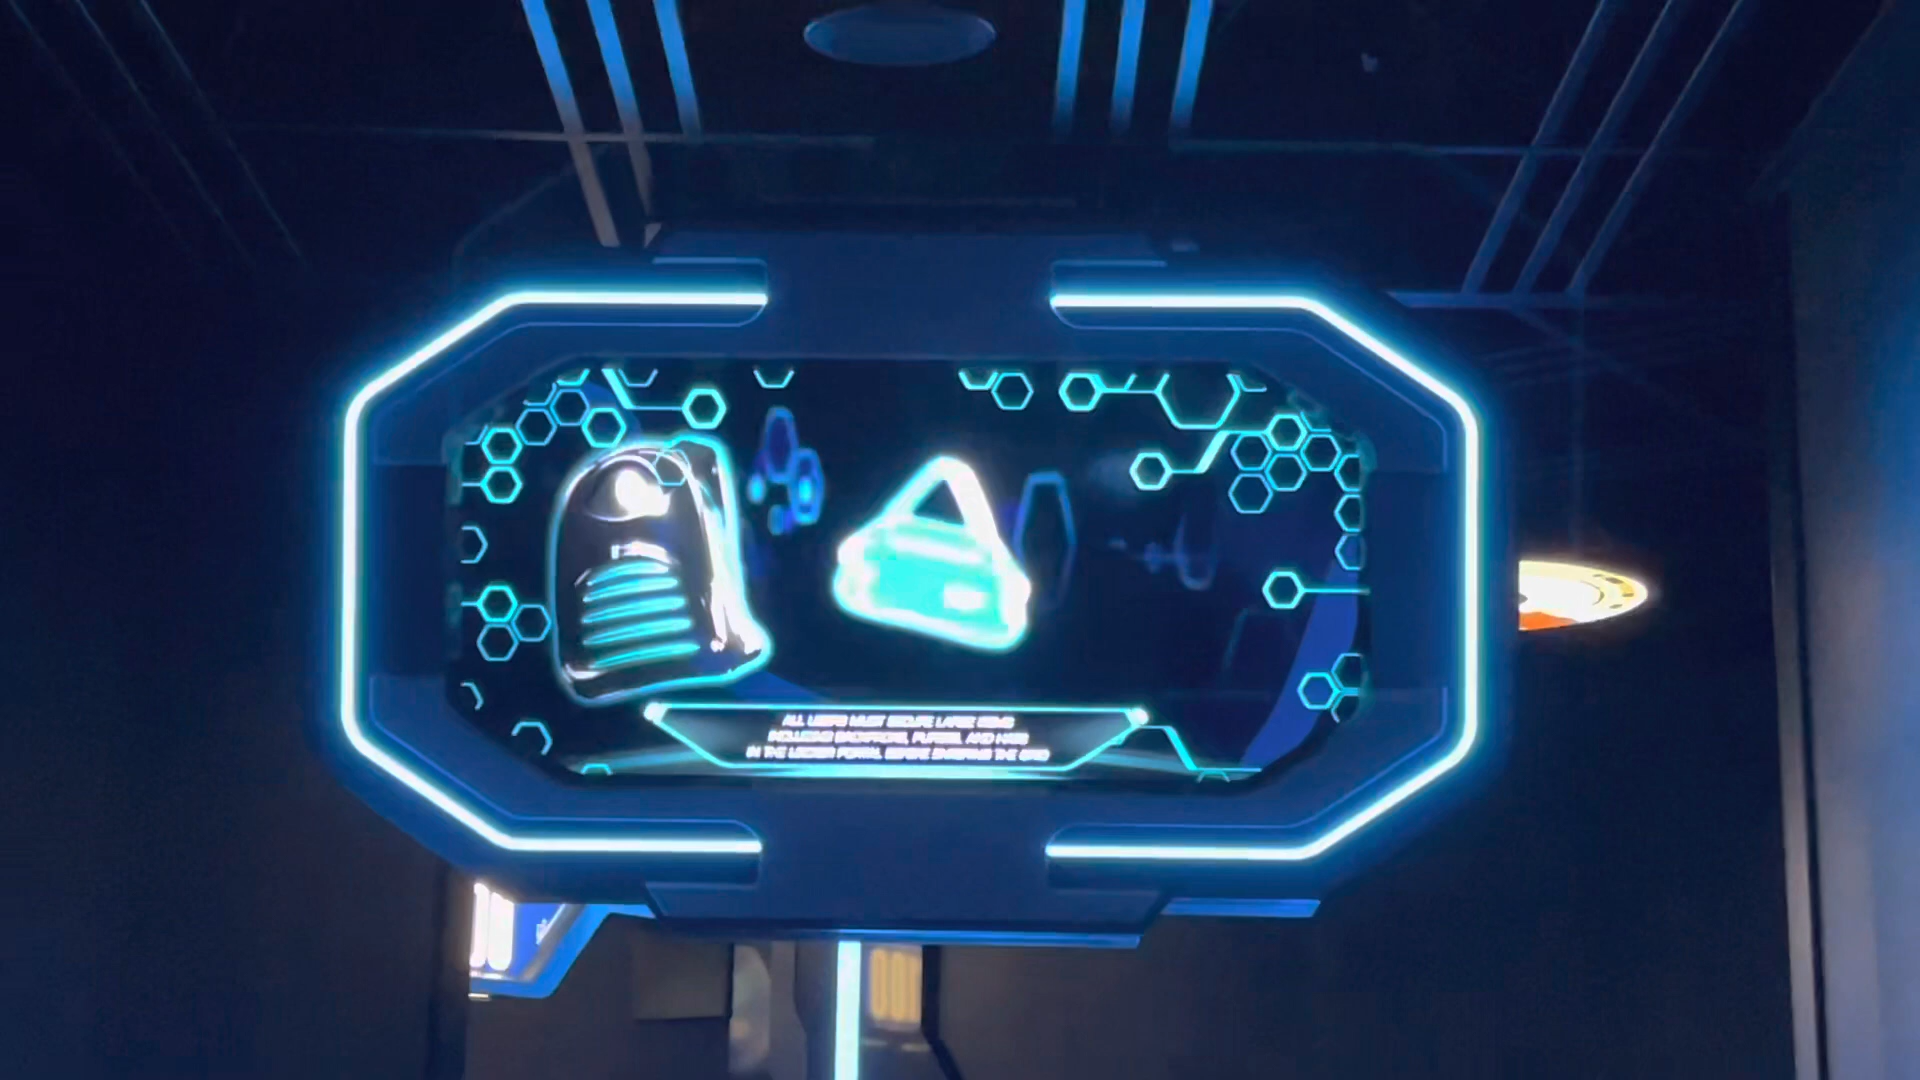 ALL USERS MUST SECURE LARGE ITEMS
INCLUDING BACKPACKS, PURSES, AND HATS
IN THE LOCKER PORTAL BEFORE ENTERING THE GRID